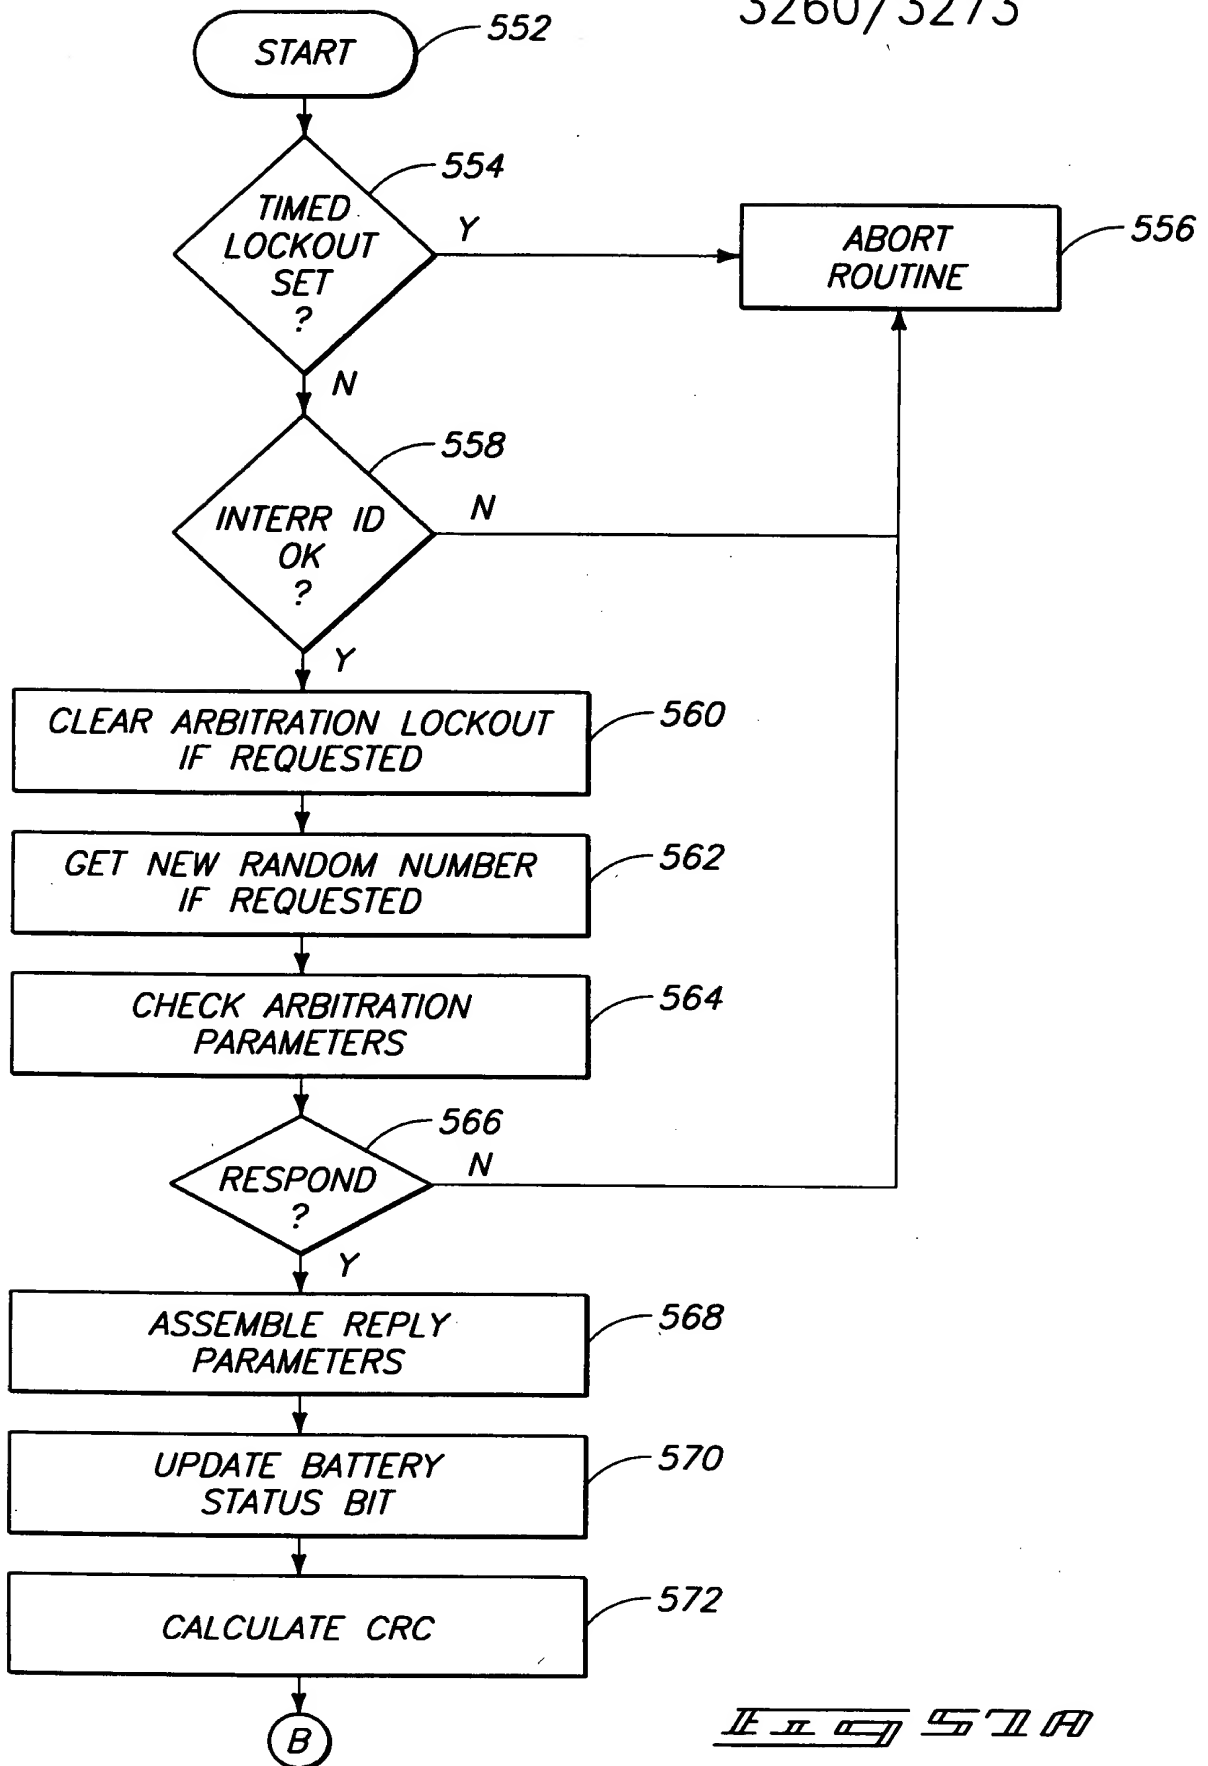 3260/3273
START
552
TIMED
LOCKOUT
SET
?
554
Y
ABORT
ROUTINE
556
N
INTERR ID
OK
?
558
N
Y
CLEAR ARBITRATION LOCKOUT
IF REQUESTED
560
GET NEW RANDOM NUMBER
IF REQUESTED
562
CHECK ARBITRATION
PARAMETERS
564
RESPOND
?
566
N
Y
ASSEMBLE REPLY
PARAMETERS
568
UPDATE BATTERY
STATUS BIT
570
CALCULATE CRC
572
B
FIG 57A